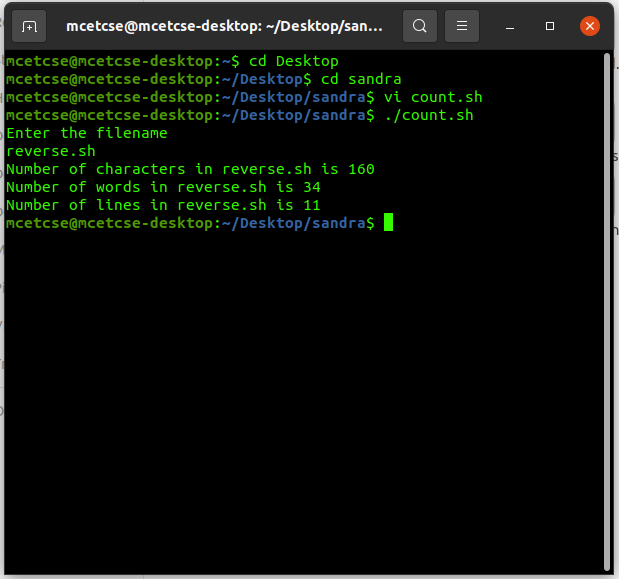 mcetcse@mcetcse-desktop: ~/Desktop/san...
mcetcse@mcetcse-desktop:~$ cd Desktop
mcetcse@mcetcse-desktop:~/Desktop$ cd sandra
mcetcse@mcetcse-desktop:~/Desktop/sandra$ vi count.sh
mcetcse@mcetcse-desktop:~/Desktop/sandra$ ./count.sh
Enter the filename
reverse.sh
Number of characters in reverse.sh is 160
Number of words in reverse.sh is 34
Number of lines in reverse.sh is 11
mcetcse@mcetcse-desktop:~/Desktop/sandra$